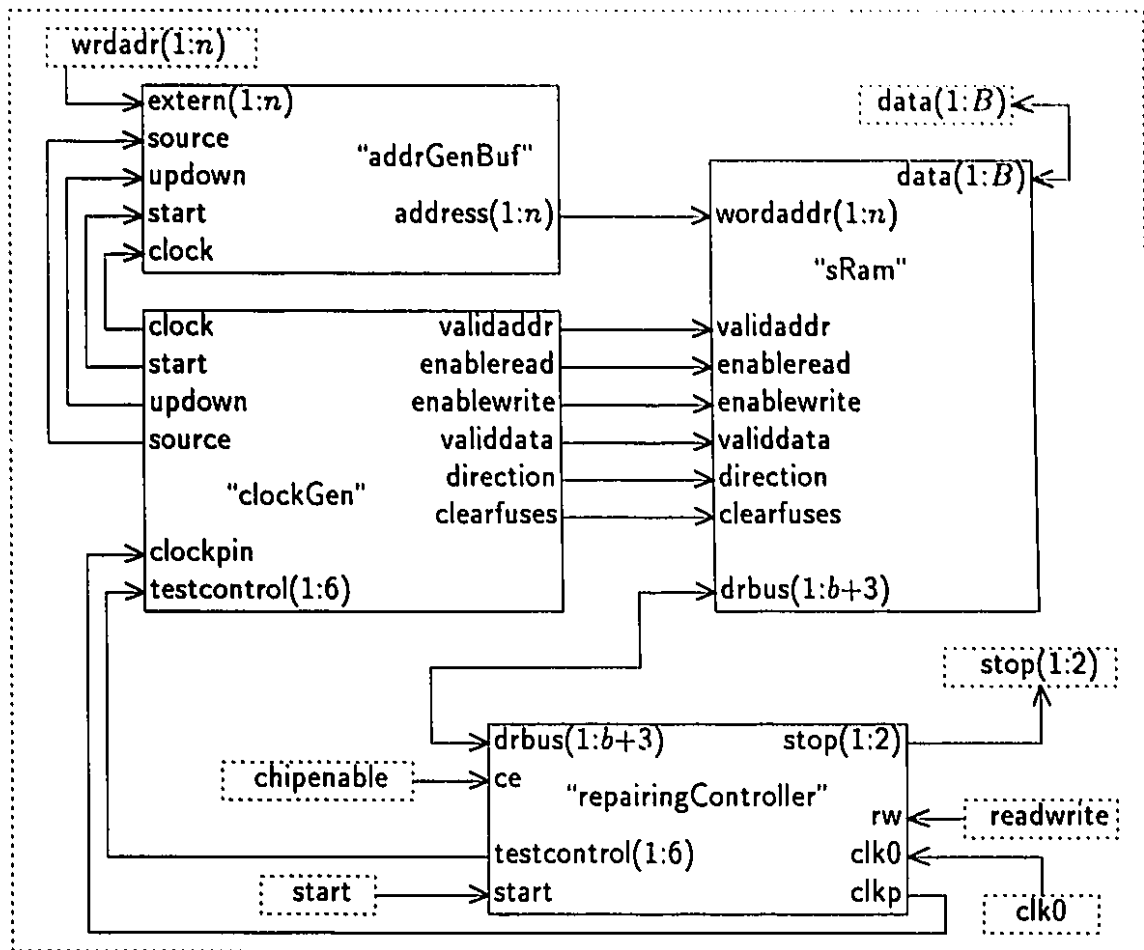 wrdadr(1:n)
extern(1:n)
source
"addrGenBuf"
updown
start
address(1:n)
clock
data(1:B)
data(1:B)
wordaddr(1:n)
"sRam"
clock
validaddr
validaddr
start
enableread
enableread
updown
enablewrite
enablewrite
source
validdata
validdata
direction
direction
"clockGen"
clearfuses
clearfuses
clockpin
testcontrol(1:6)
drbus(1:b+3)
stop(1:2)
drbus(1:b+3)
stop(1:2)
chipenable
ce
"repairingController"
rw
readwrite
testcontrol(1:6)
clk0
start
start
clkp
clk0